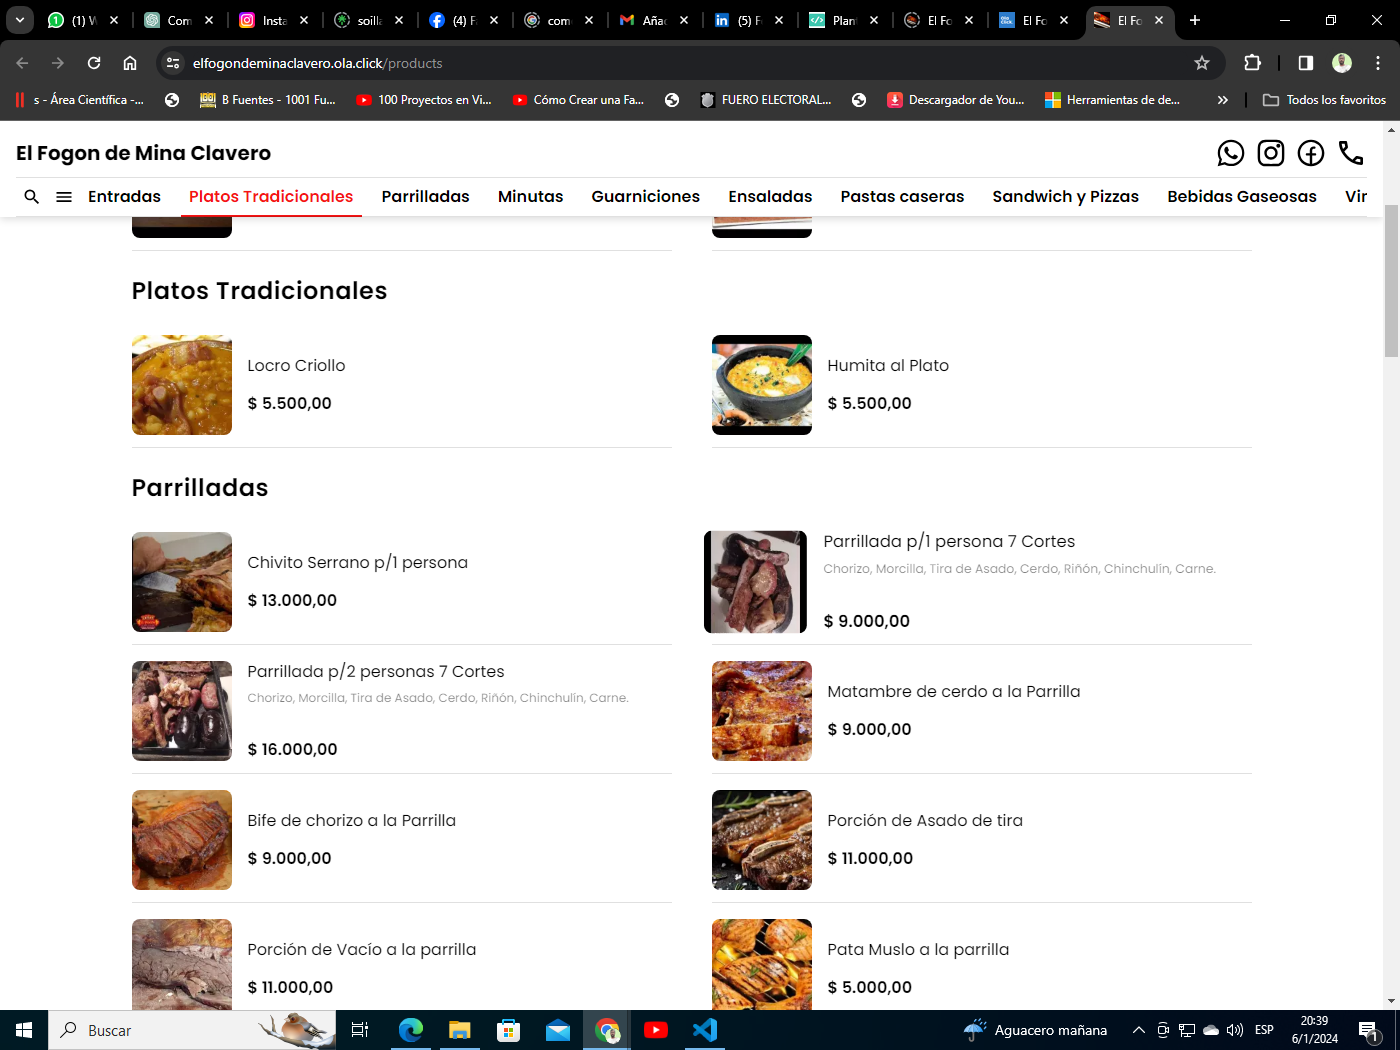 (1) W
Com
Insta
soilla
(4) Fa
com
Añad
(5) Fe
Plant
El Fo
El Fo
El Fo
elfogondeminaclavero.ola.click/products
s - Área Científica -...
B Fuentes - 1001 Fu...
100 Proyectos en Vi...
Cómo Crear una Fa...
FUERO ELECTORAL...
Descargador de You...
Herramientas de de...
Todos los favoritos
El Fogon de Mina Clavero
Entradas Platos Tradicionales Parrilladas Minutas Guarniciones Ensaladas Pastas caseras Sandwich y Pizzas Bebidas Gaseosas Vir
Platos Tradicionales
Locro Criollo
$ 5.500,00
Humita al Plato
$ 5.500,00
Parrilladas
Chivito Serrano p/1 persona
$ 13.000,00
Parrillada p/1 persona 7 Cortes
Chorizo, Morcilla, Tira de Asado, Cerdo, Riñón, Chinchulín, Carne.
$ 9.000,00
Parrillada p/2 personas 7 Cortes
Chorizo, Morcilla, Tira de Asado, Cerdo, Riñón, Chinchulín, Carne.
$ 16.000,00
Matambre de cerdo a la Parrilla
$ 9.000,00
Bife de chorizo a la Parrilla
$ 9.000,00
Porción de Asado de tira
$ 11.000,00
Porción de Vacío a la parrilla
$ 11.000,00
Pata Muslo a la parrilla
$ 5.000,00
Buscar
Aguacero mañana
ESP
20:39
6/1/2024
1